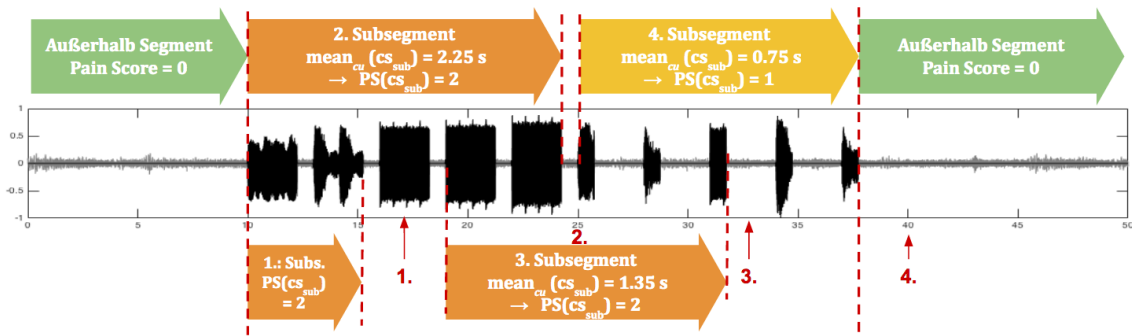 Außerhalb Segment
Pain Score = 0
2. Subsegment
mean_cu (cs_sub) = 2.25 s
→ PS(cs_sub) = 2
4. Subsegment
mean_cu (cs_sub) = 0.75 s
→ PS(cs_sub) = 1
Außerhalb Segment
Pain Score = 0
1
0.5
0
-0.5
-1
0
5
10
15
20
25
30
35
40
45
50
1.
2.
3.
4.
1.: Subs.
PS(cs_sub)
= 2
3. Subsegment
mean_cu (cs_sub) = 1.35 s
→ PS(cs_sub) = 2